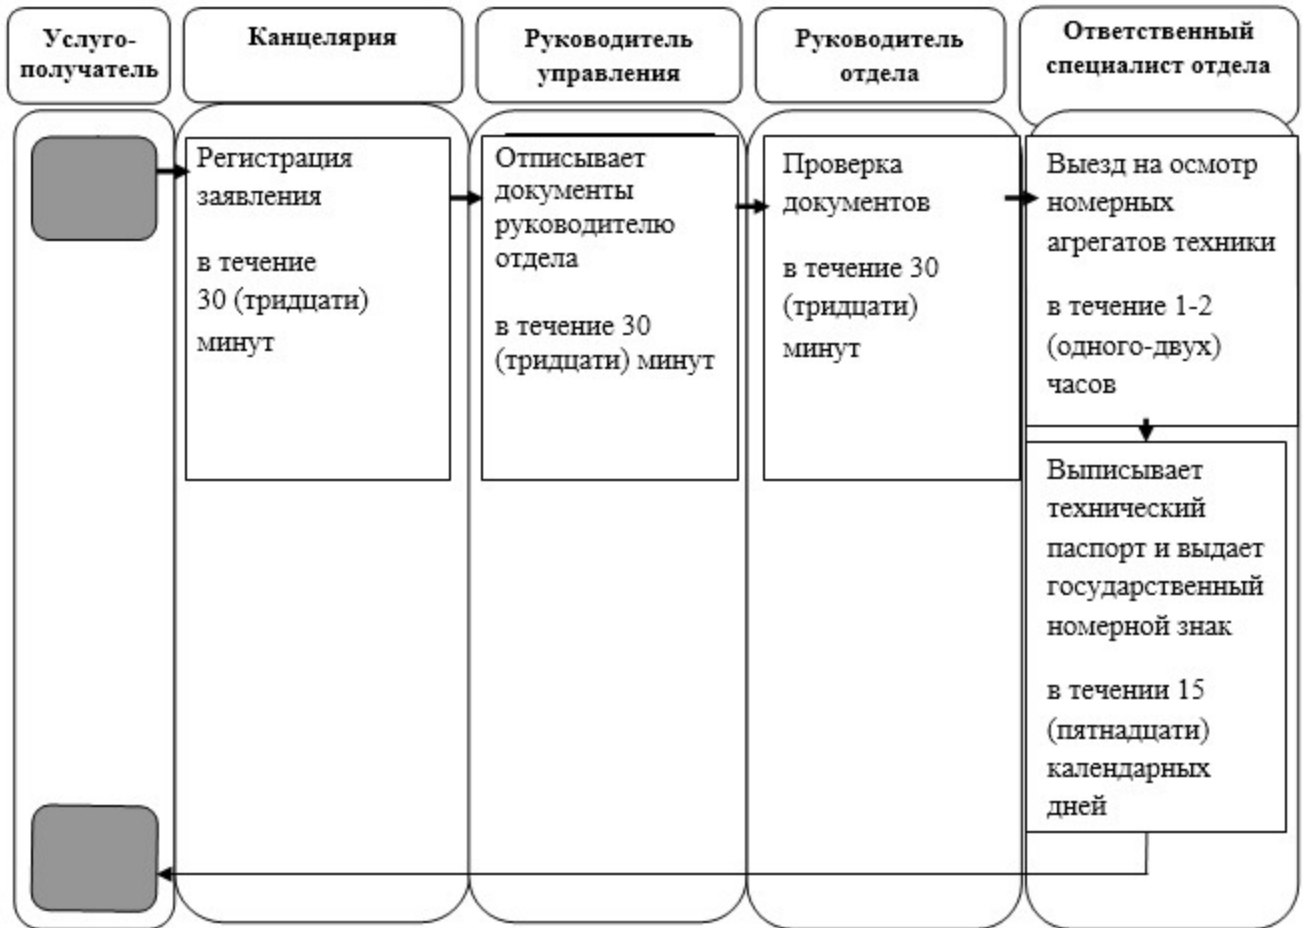 Услуго-
получатель
Канцелярия
Руководитель
управления
Руководитель
отдела
Ответственный
специалист отдела
Регистрация
заявления
в течение
30 (тридцати)
минут
Отписывает
документы
руководителю
отдела
в течение 30
(тридцати) минут
Проверка
документов
в течение 30
(тридцати)
минут
Выезд на осмотр
номерных
агрегатов техники
в течение 1-2
(одного-двух)
часов
Выписывает
технический
паспорт и выдает
государственный
номерной знак
в течении 15
(пятнадцати)
календарных
дней